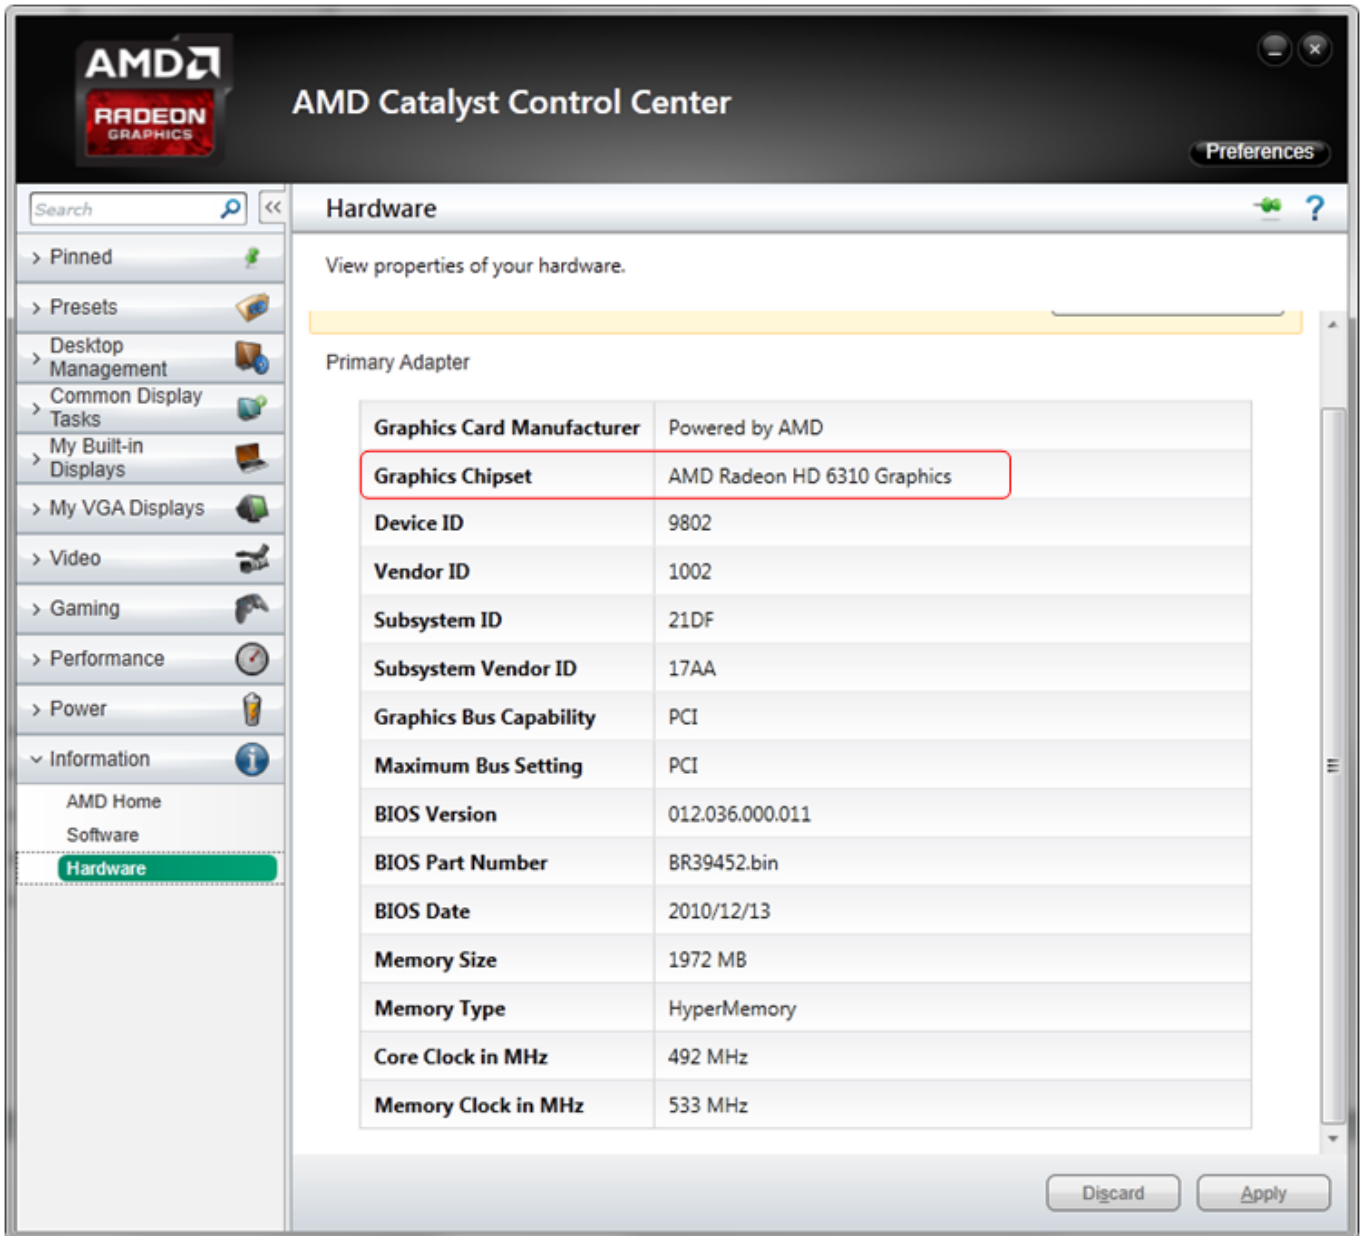 AMD
RADEON
GRAPHICS
AMD Catalyst Control Center
Preferences
Search
<<
Hardware
?
> Pinned
View properties of your hardware.
> Presets
> Desktop
Management
Primary Adapter
> Common Display
Tasks
> My Built-in
Displays
> My VGA Displays
> Video
> Gaming
> Performance
> Power
Information
AMD Home
Software
Hardware
Graphics Card Manufacturer Powered by AMD
Graphics Chipset AMD Radeon HD 6310 Graphics
Device ID 9802
Vendor ID 1002
Subsystem ID 21DF
Subsystem Vendor ID 17AA
Graphics Bus Capability PCI
Maximum Bus Setting PCI
BIOS Version 012.036.000.011
BIOS Part Number BR39452.bin
BIOS Date 2010/12/13
Memory Size 1972 MB
Memory Type HyperMemory
Core Clock in MHz 492 MHz
Memory Clock in MHz 533 MHz
Discard Apply